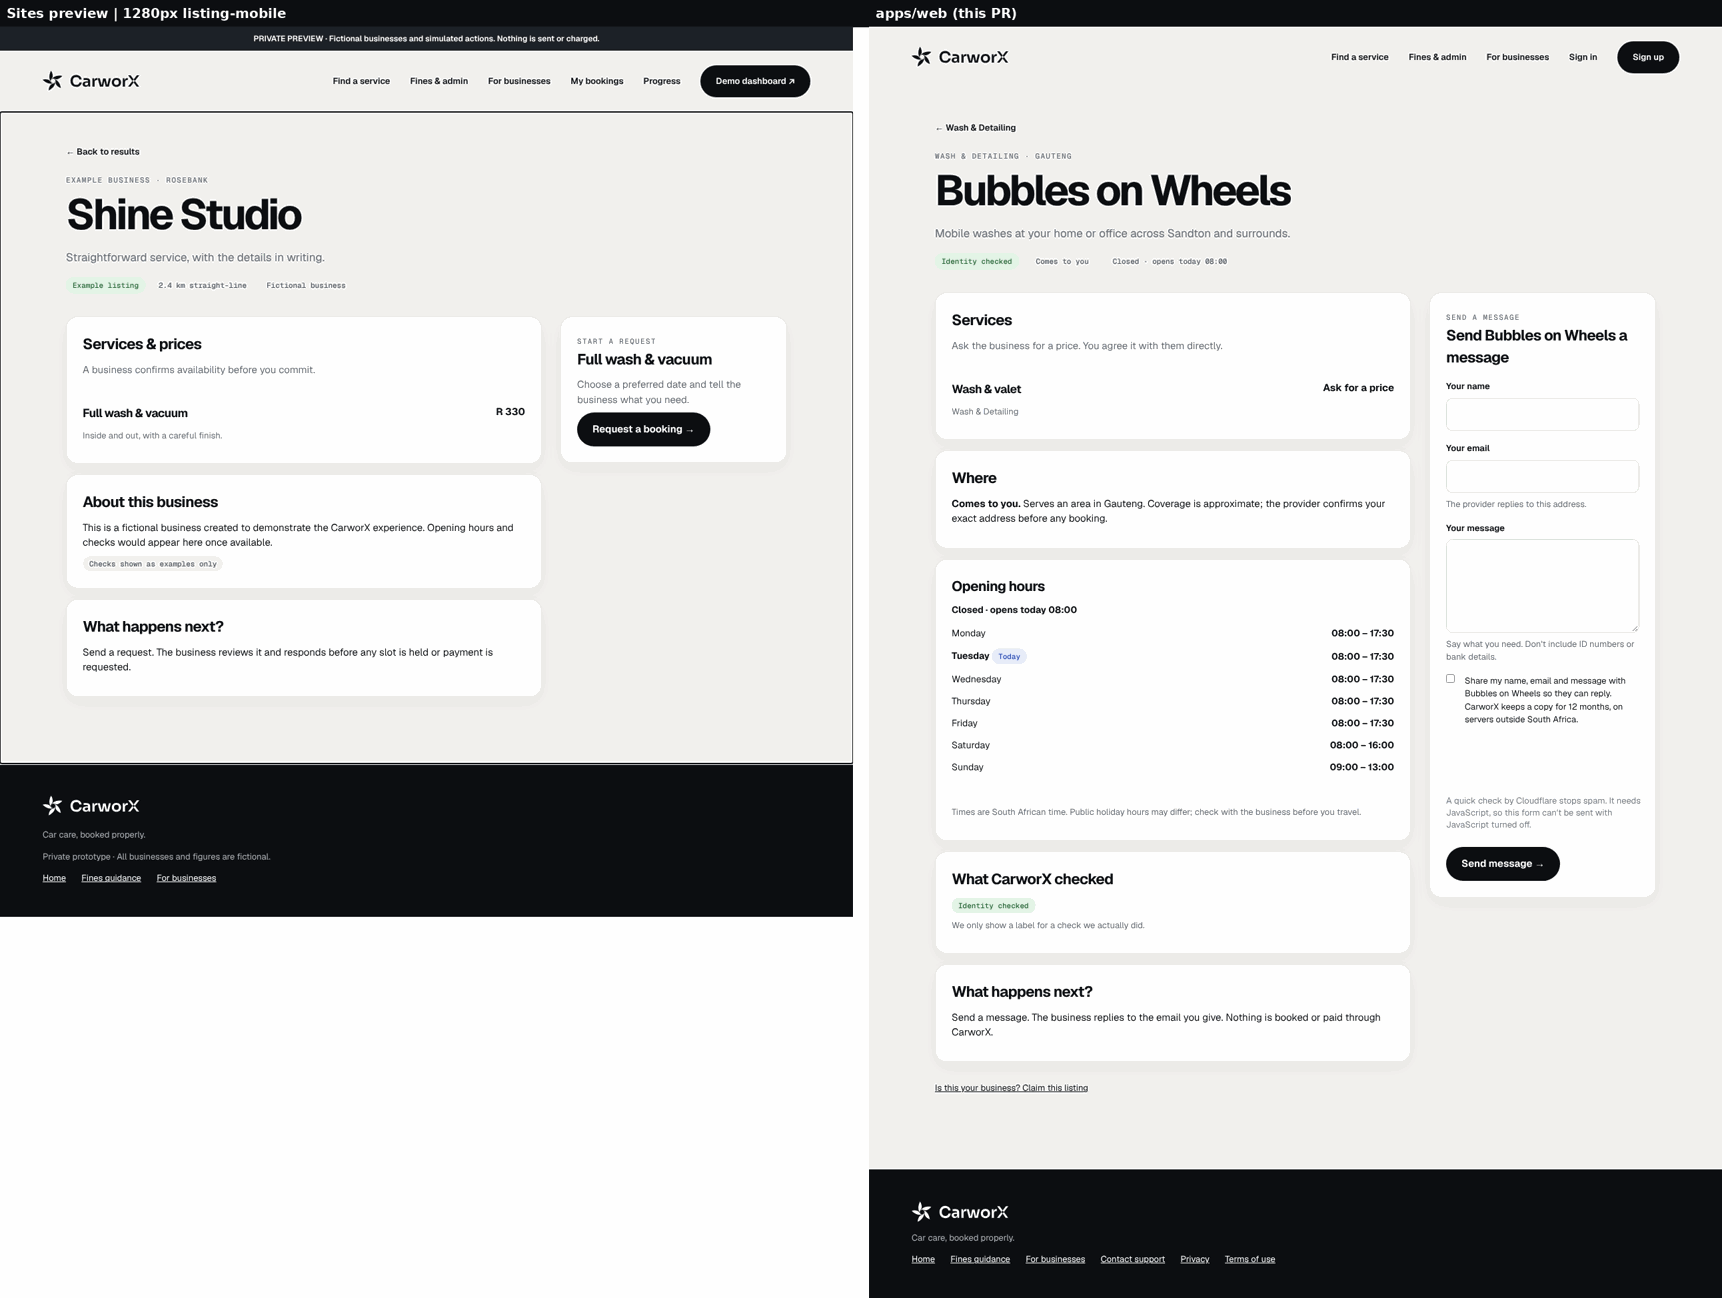 Sites preview | 1280px listing-mobile
PRIVATE PREVIEW · Fictional businesses and simulated actions. Nothing is sent or charged.
CarworX
Find a service
Fines & admin
For businesses
My bookings
Progress
Demo dashboard ↗
← Back to results
EXAMPLE BUSINESS · ROSEBANK
Shine Studio
Straightforward service, with the details in writing.
Example listing
2.4 km straight-line
Fictional business
Services & prices
A business confirms availability before you commit.
Full wash & vacuum
R 330
Inside and out, with a careful finish.
START A REQUEST
Full wash & vacuum
Choose a preferred date and tell the
business what you need.
Request a booking →
About this business
This is a fictional business created to demonstrate the CarworX experience. Opening hours and
checks would appear here once available.
Checks shown as examples only
What happens next?
Send a request. The business reviews it and responds before any slot is held or payment is
requested.
CarworX
Car care, booked properly.
Private prototype · All businesses and figures are fictional.
Home
Fines guidance
For businesses
apps/web (this PR)
CarworX
Find a service
Fines & admin
For businesses
Sign in
Sign up
← Wash & Detailing
WASH & DETAILING · GAUTENG
Bubbles on Wheels
Mobile washes at your home or office across Sandton and surrounds.
Identity checked
Comes to you
Closed · opens today 08:00
Services
Ask the business for a price. You agree it with them directly.
Wash & valet
Ask for a price
Wash & Detailing
Where
Comes to you. Serves an area in Gauteng. Coverage is approximate; the provider confirms your
exact address before any booking.
Opening hours
Closed · opens today 08:00
Monday 08:00 – 17:30
Tuesday Today 08:00 – 17:30
Wednesday 08:00 – 17:30
Thursday 08:00 – 17:30
Friday 08:00 – 17:30
Saturday 08:00 – 16:00
Sunday 09:00 – 13:00
Times are South African time. Public holiday hours may differ; check with the business before you travel.
What CarworX checked
Identity checked
We only show a label for a check we actually did.
What happens next?
Send a message. The business replies to the email you give. Nothing is booked or paid through
CarworX.
Is this your business? Claim this listing
SEND A MESSAGE
Send Bubbles on Wheels a
message
Your name
Your email
The provider replies to this address.
Your message
Say what you need. Don't include ID numbers or
bank details.
Share my name, email and message with
Bubbles on Wheels so they can reply.
CarworX keeps a copy for 12 months, on
servers outside South Africa.
A quick check by Cloudflare stops spam. It needs
JavaScript, so this form can't be sent with
JavaScript turned off.
Send message →
CarworX
Car care, booked properly.
Home
Fines guidance
For businesses
Contact support
Privacy
Terms of use